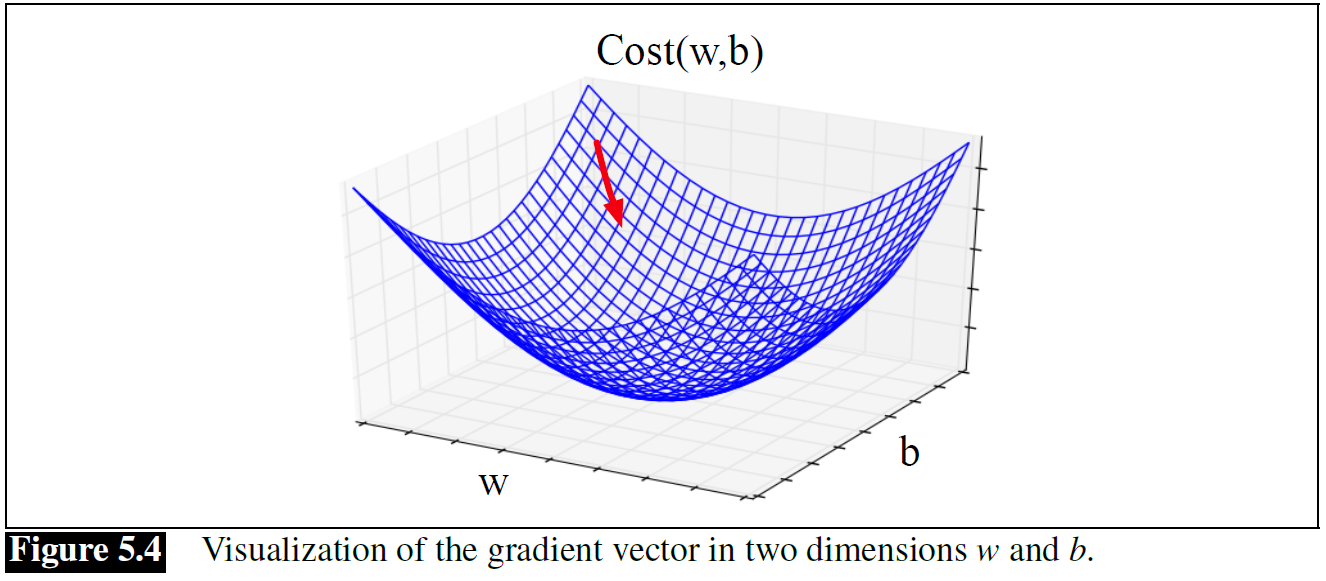 Cost(w,b)
b
w
Figure 5.4 Visualization of the gradient vector in two dimensions w and b.